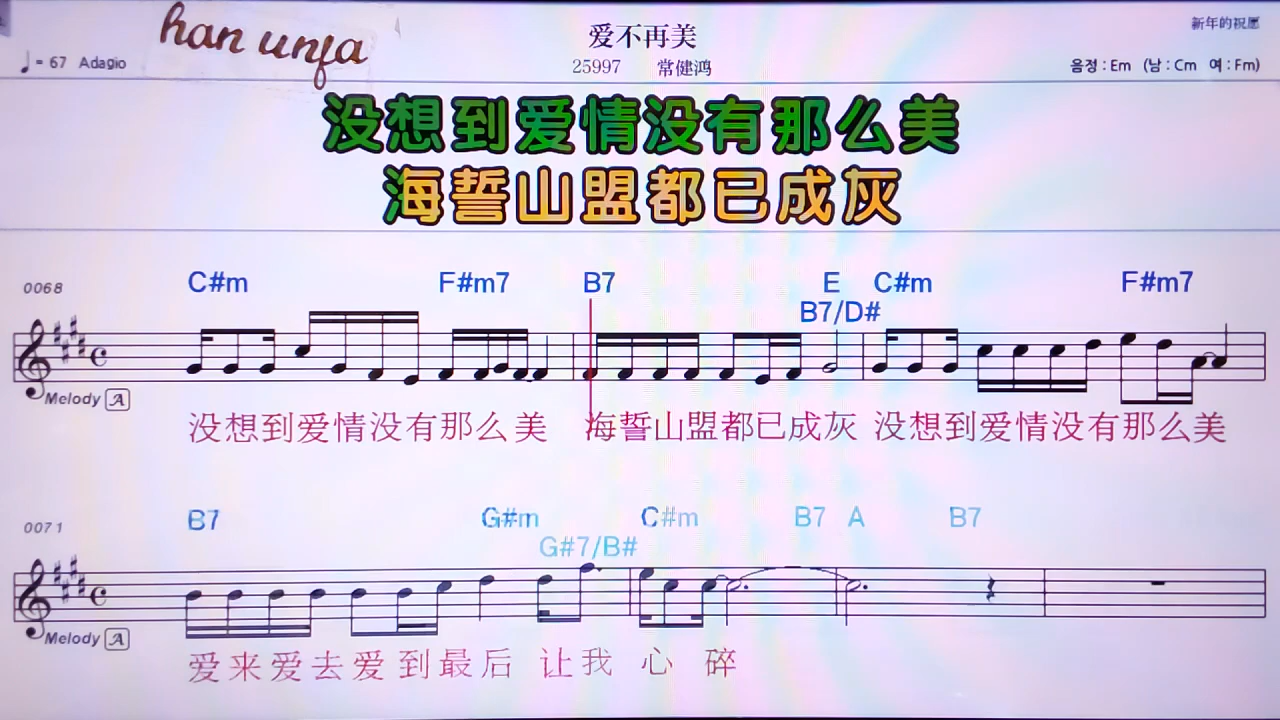 han unfa
爱不再美
新年的祝愿
♩= 67 Adagio
25997 常健鸿
음정 : Em (남 : Cm 여 : Fm)
没想到爱情没有那么美
海誓山盟都已成灰
0068 C#m F#m7 B7 E C#m F#m7
B7/D#
Melody A
没想到爱情没有那么美 海誓山盟都已成灰 没想到爱情没有那么美
0071 B7 G#m C#m B7 A B7
G#7/B#
Melody A
爱来爱去爱到最后 让我 心 碎